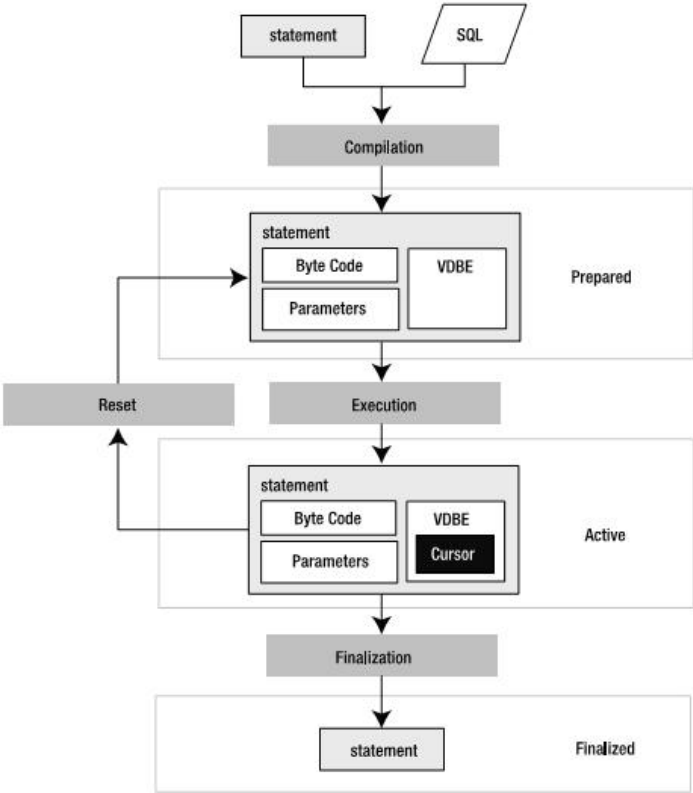 statement
SQL
Compilation
statement
Byte Code
VDBE
Parameters
Prepared
Reset
Execution
statement
Byte Code
VDBE
Parameters
Cursor
Active
Finalization
statement
Finalized